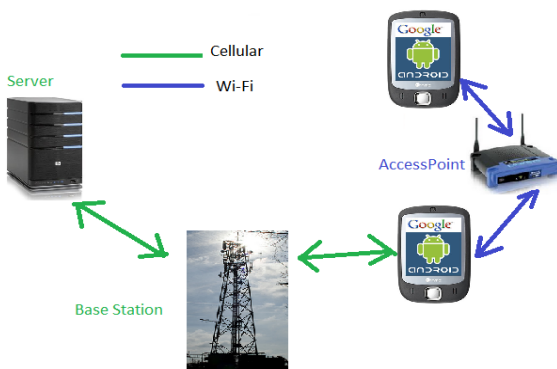 Cellular
Wi-Fi
Server
Google
ANDROID
AccessPoint
Google
ANDROID
Base Station